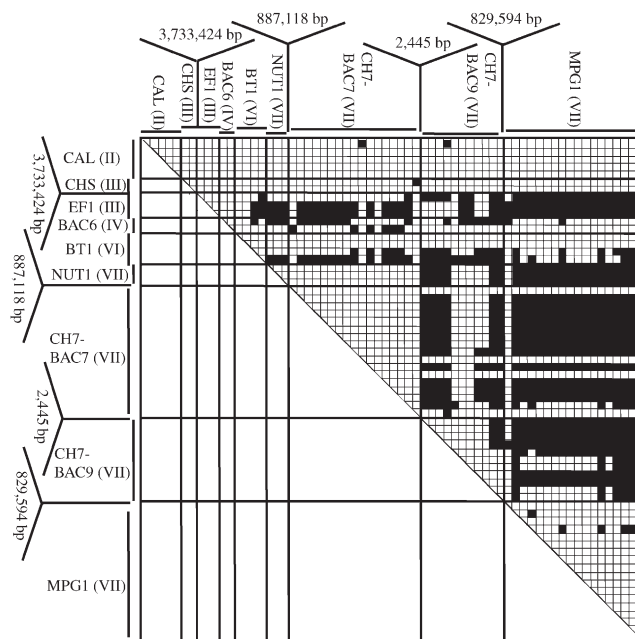 887,118 bp
829,594 bp
3,733,424 bp
2,445 bp
CAL (II)
CHS (III)
EF1 (III)
BAC6 (IV)
BT1 (VI)
NUT1 (VII)
CH7-
BAC7 (VII)
CH7-
BAC9 (VII)
MPG1 (VII)
3,733,424 bp
887,118 bp
2,445 bp
829,594 bp
CAL (II)
CHS (III)
EF1 (III)
BAC6 (IV)
BT1 (VI)
NUT1 (VII)
CH7-
BAC7 (VII)
CH7-
BAC9 (VII)
MPG1 (VII)